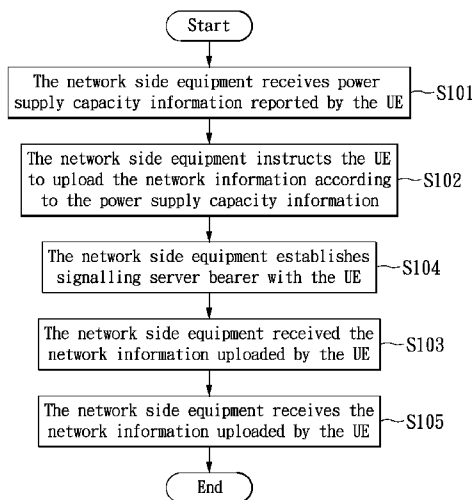 Start
The network side equipment receives power
supply capacity information reported by the UE
S101
The network side equipment instructs the UE
to upload the network information according
to the power supply capacity information
S102
The network side equipment establishes
signalling server bearer with the UE
S104
The network side equipment received the
network information uploaded by the UE
S103
The network side equipment receives the
network information uploaded by the UE
S105
End